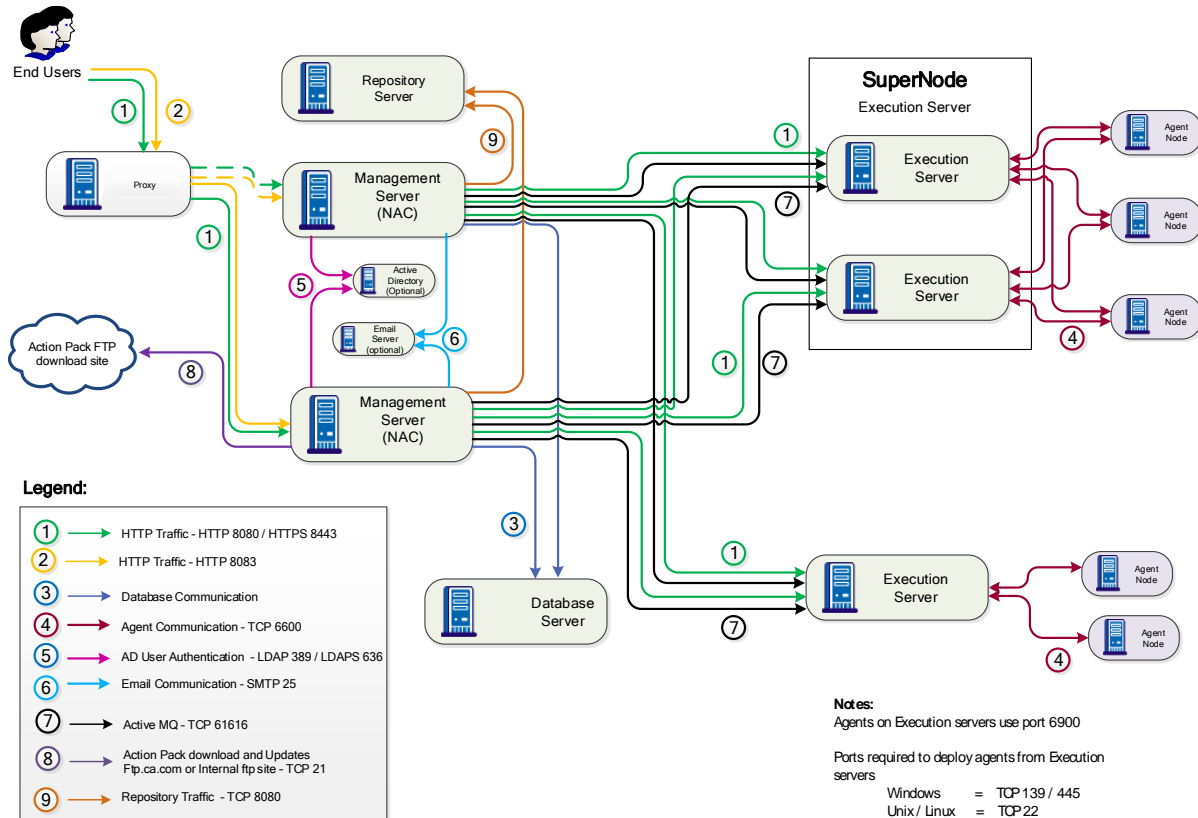 End Users
1
2
Proxy
1
Repository
Server
9
Management
Server
(NAC)
5
Active
Directory
(Optional)
Email
Server
(optional)
6
Action Pack FTP
download site
8
Management
Server
(NAC)
3
Database
Server
SuperNode
Execution Server
1
Execution
Server
7
Execution
Server
1
7
Agent
Node
Agent
Node
Agent
Node
4
1
Execution
Server
7
Agent
Node
Agent
Node
4
Legend:
1 HTTP Traffic - HTTP 8080 / HTTPS 8443
2 HTTP Traffic - HTTP 8083
3 Database Communication
4 Agent Communication - TCP 6600
5 AD User Authentication - LDAP 389 / LDAPS 636
6 Email Communication - SMTP 25
7 Active MQ - TCP 61616
8 Action Pack download and Updates
Ftp.ca.com or Internal ftp site - TCP 21
9 Repository Traffic - TCP 8080
Notes:
Agents on Execution servers use port 6900
Ports required to deploy agents from Execution
servers
Windows = TCP 139 / 445
Unix / Linux = TCP 22